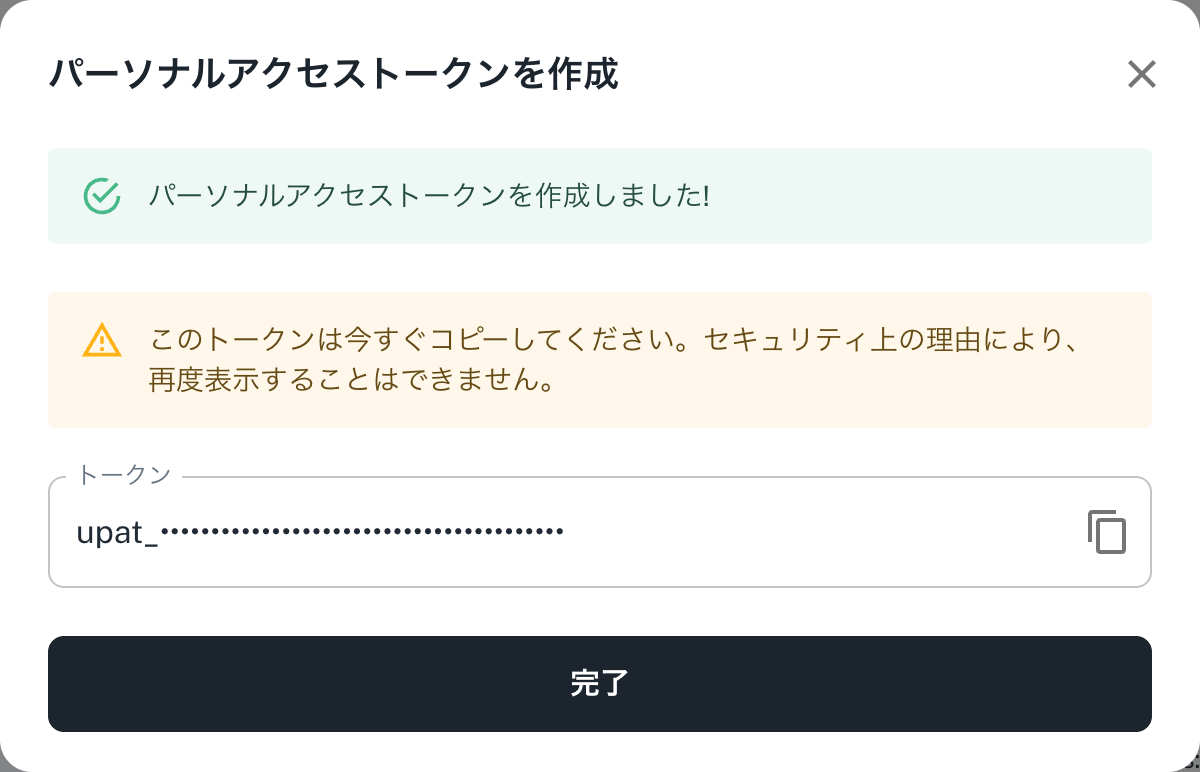 パーソナルアクセストークンを作成
パーソナルアクセストークンを作成しました!
このトークンは今すぐコピーしてください。セキュリティ上の理由により、
再度表示することはできません。
トークン
upat_••••••••••••••••••••••••••••••••••••••••
完了